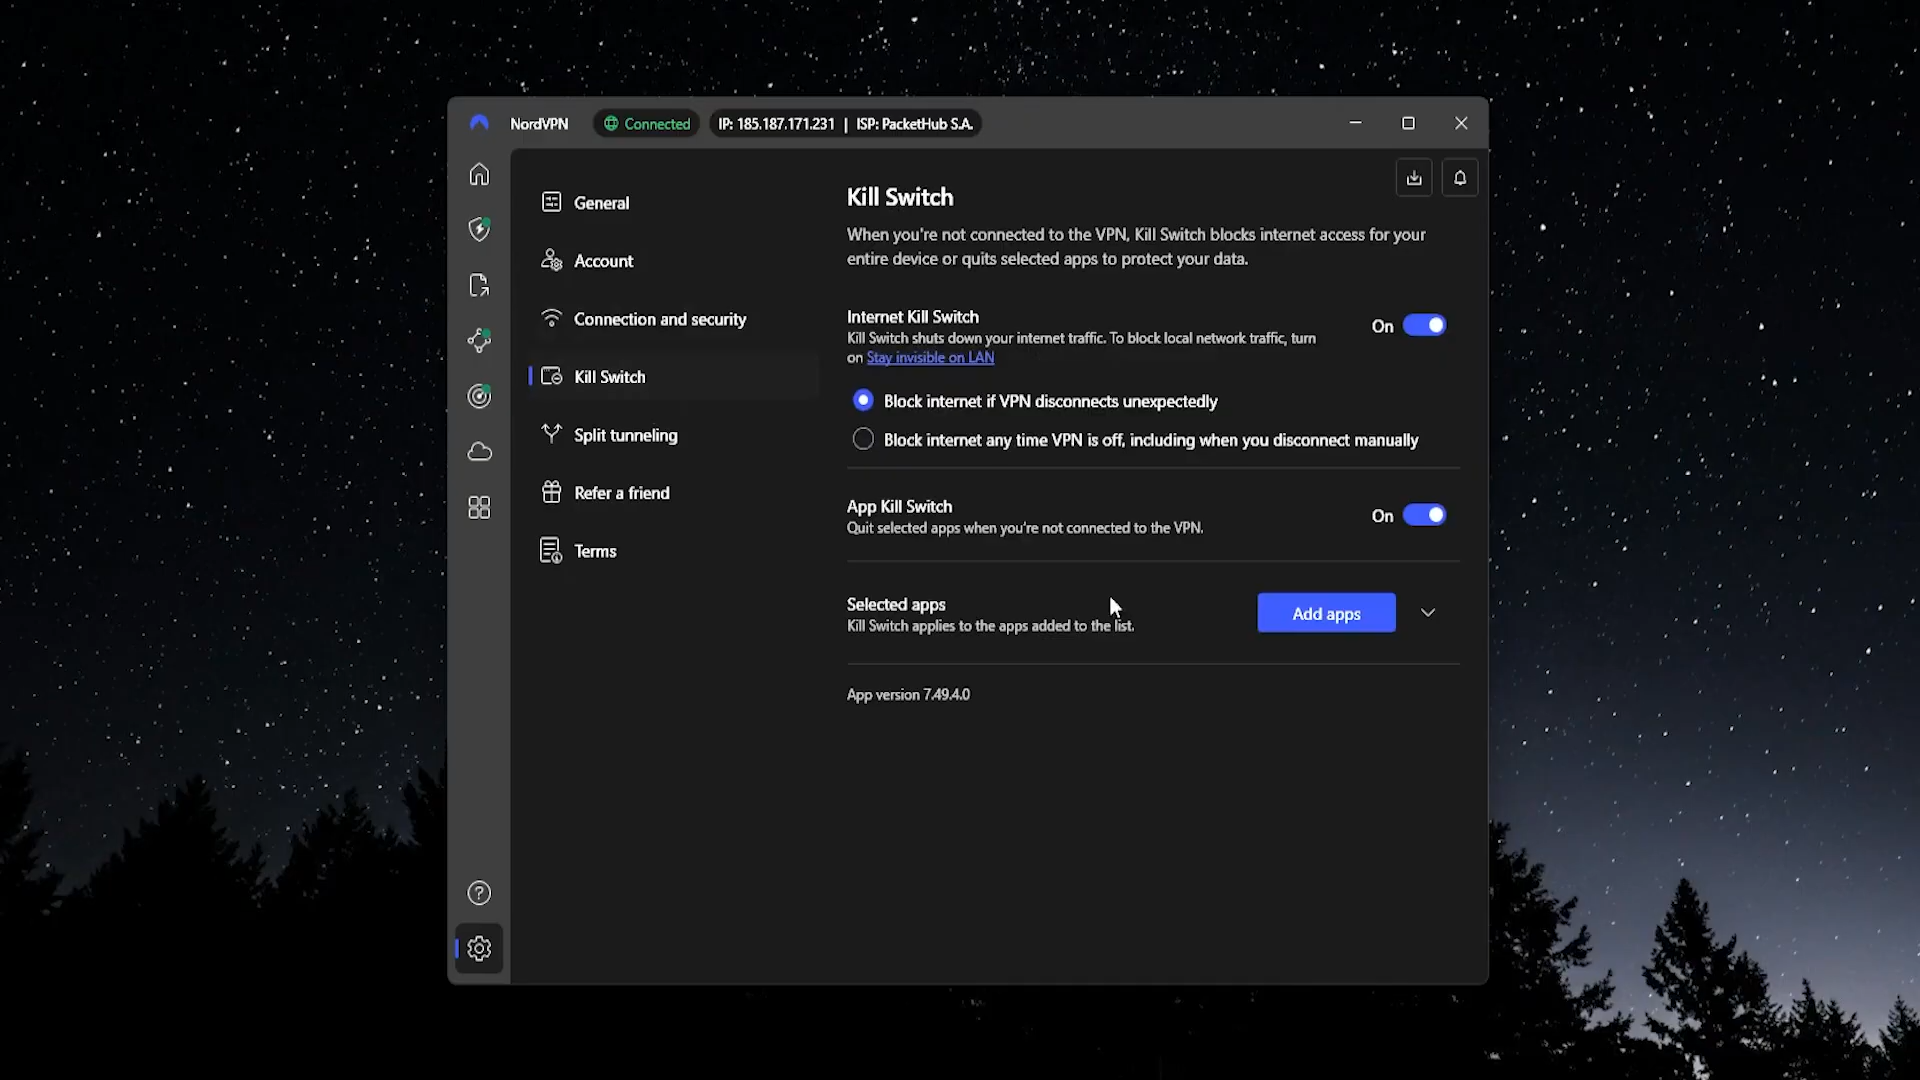 NordVPN
Connected
IP: 185.187.171.231 | ISP: PacketHub S.A.
General
Account
Connection and security
Kill Switch
Split tunneling
Refer a friend
Terms
Kill Switch
When you're not connected to the VPN, Kill Switch blocks internet access for your
entire device or quits selected apps to protect your data.
Internet Kill Switch
Kill Switch shuts down your internet traffic. To block local network traffic, turn
on Stay invisible on LAN
On
Block internet if VPN disconnects unexpectedly
Block internet any time VPN is off, including when you disconnect manually
App Kill Switch
Quit selected apps when you're not connected to the VPN.
On
Selected apps
Kill Switch applies to the apps added to the list.
Add apps
App version 7.49.4.0